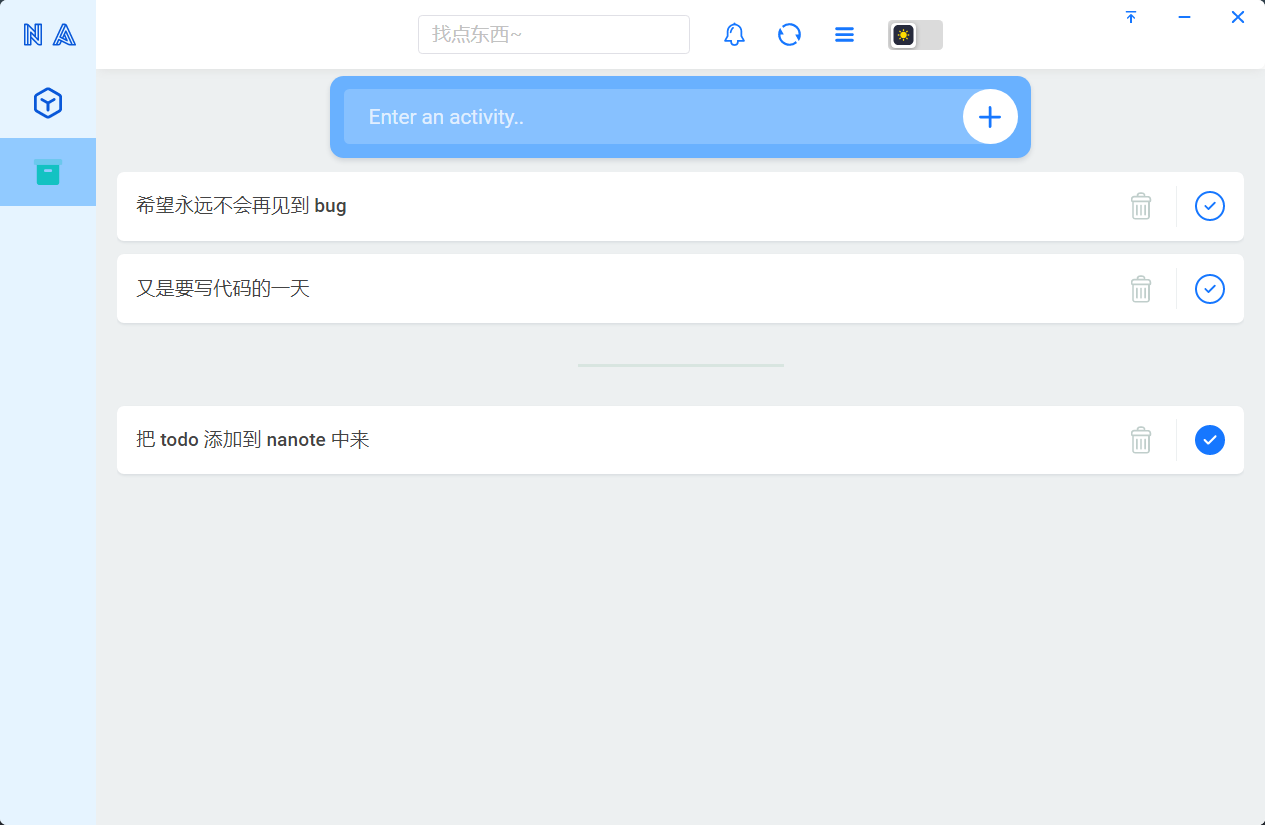 N A
找点东西~
Enter an activity..
希望永远不会再见到 bug
又是要写代码的一天
把 todo 添加到 nanote 中来